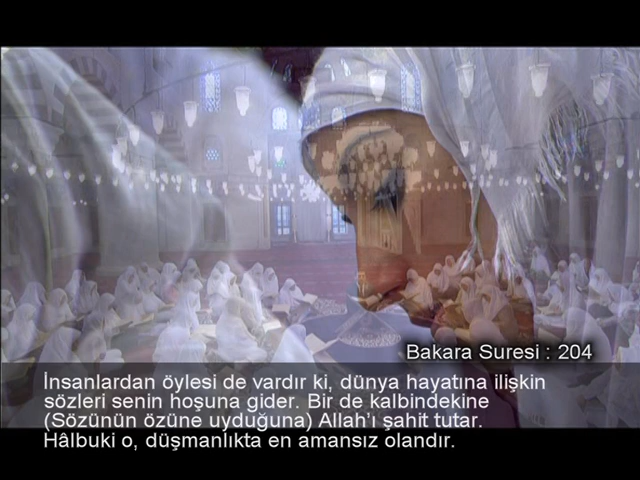 Bakara Suresi : 204
İnsanlardan öylesi de vardır ki, dünya hayatına ilişkin
sözleri senin hoşuna gider. Bir de kalbindekine
(Sözünün özüne uyduğuna) Allah'ı şahit tutar.
Hâlbuki o, düşmanlıkta en amansız olandır.